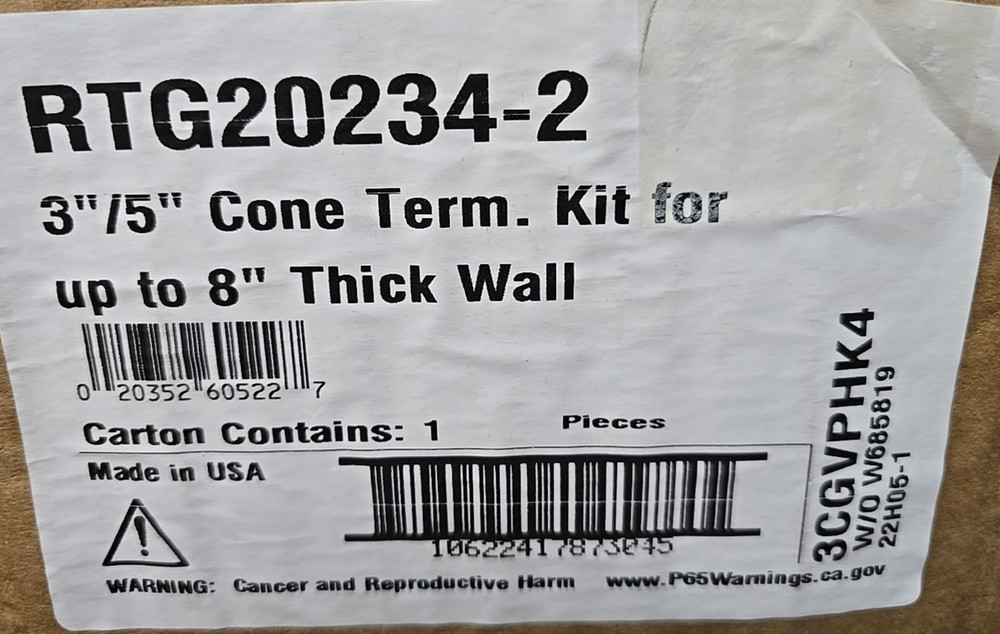 RTG20234-2
3"/5" Cone Term. Kit for
up to 8" Thick Wall
0 20352 60522 7
Carton Contains: 1 Pieces
Made in USA
10622417873045
WARNING: Cancer and Reproductive Harm www.P65Warnings.ca.gov
3CGVPHK4
W/O W685819
22H05-1